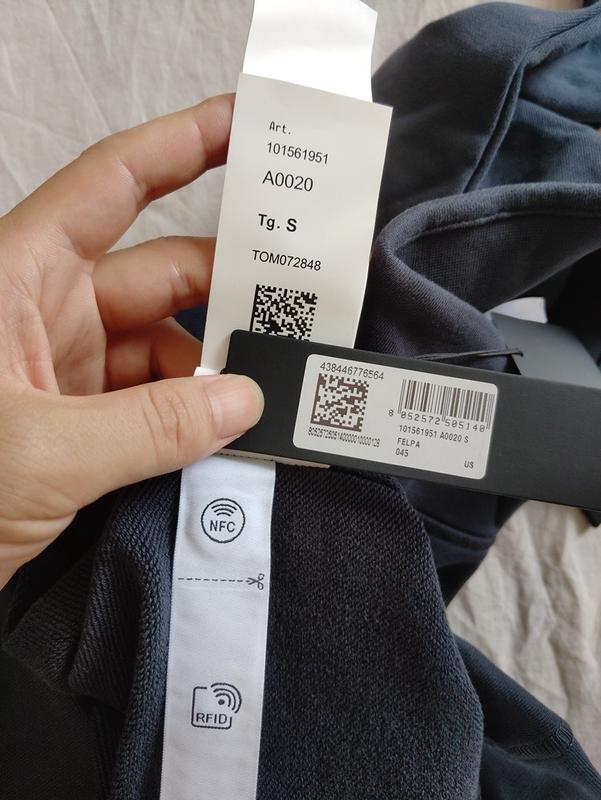 Art.
101561951
A0020
Tg. S
TOM072848
438446776564
8 052572 505140
101561951 A0020 S
FELPA
045
US
NFC
RFID